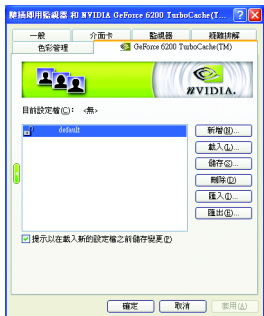 隨插即用監視器 和 NVIDIA GeForce 6200 TurboCache(T...
一般 介面卡 監視器 疑難排解
色彩管理 GeForce 6200 TurboCache(TM)
NVIDIA.
目前設定檔(C): <無>
default
新增(N)...
載入(L)...
儲存(S)...
刪除(D)
匯入(I)...
匯出(E)...
提示以在載入新的設定檔之前儲存變更(P)
確定 取消 套用(A)